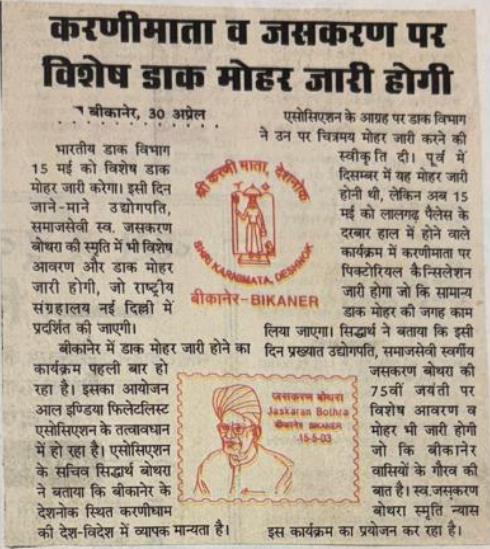 करणीमाता व जसकरण पर
विशेष डाक मोहर जारी होगी
बीकानेर, 30 अप्रेल
भारतीय डाक विभाग
15 मई को विशेष डाक
मोहर जारी करेगा। इसी दिन
जाने-माने उद्योगपति,
समाजसेवी स्व. जसकरण
बोथरा की स्मृति में भी विशेष
आवरण और डाक मोहर
जारी होगी, जो राष्ट्रीय
संग्रहालय नई दिल्ली में
प्रदर्शित की जाएगी।
बीकानेर में डाक मोहर जारी होने का
कार्यक्रम पहली बार हो
रहा है। इसका आयोजन
आल इण्डिया फिलेटलिस्ट
एसोसिएशन के तत्वावधान
में हो रहा है। एसोसिएशन
के सचिव सिद्धार्थ बोथरा
ने बताया कि बीकानेर के
देशनोक स्थित करणीधाम
की देश-विदेश में व्यापक मान्यता है।
श्री करणी माता, देशनोक
SHRI KARNIMATA, DESHNOK
बीकानेर-BIKANER
एसोसिएशन के आग्रह पर डाक विभाग
ने उन पर चित्रमय मोहर जारी करने की
स्वीकृति दी। पूर्व में
दिसम्बर में यह मोहर जारी
होनी थी, लेकिन अब 15
मई को लालगढ़ पैलेस के
दरबार हाल में होने वाले
कार्यक्रम में करणीमाता पर
पिक्टोरियल कैन्सिलेशन
जारी होगा जो कि सामान्य
डाक मोहर की जगह काम
लिया जाएगा। सिद्धार्थ ने बताया कि इसी
दिन प्रख्यात उद्योगपति, समाजसेवी स्वर्गीय
जसकरण बोथरा की
75वीं जयंती पर
विशेष आवरण व
मोहर भी जारी होगी
जो कि बीकानेर
वासियों के गौरव की
बात है। स्व.जसकरण
बोथरा स्मृति न्यास
इस कार्यक्रम का प्रयोजन कर रहा है।
जसकरण बोथरा
Jaskaran Bothra
बीकानेर BIKANER
15-5-03